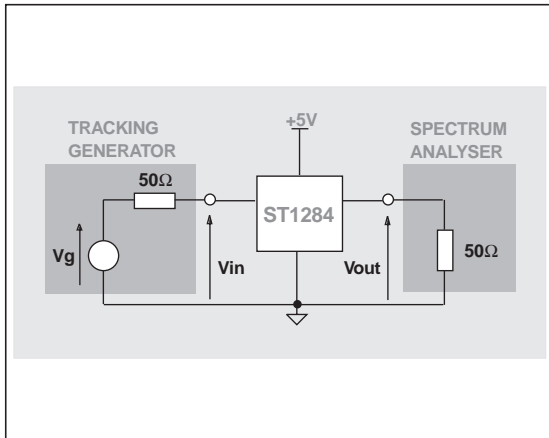 +5V
TRACKING
GENERATOR
SPECTRUM
ANALYSER
50Ω
ST1284
Vg
Vin
Vout
50Ω